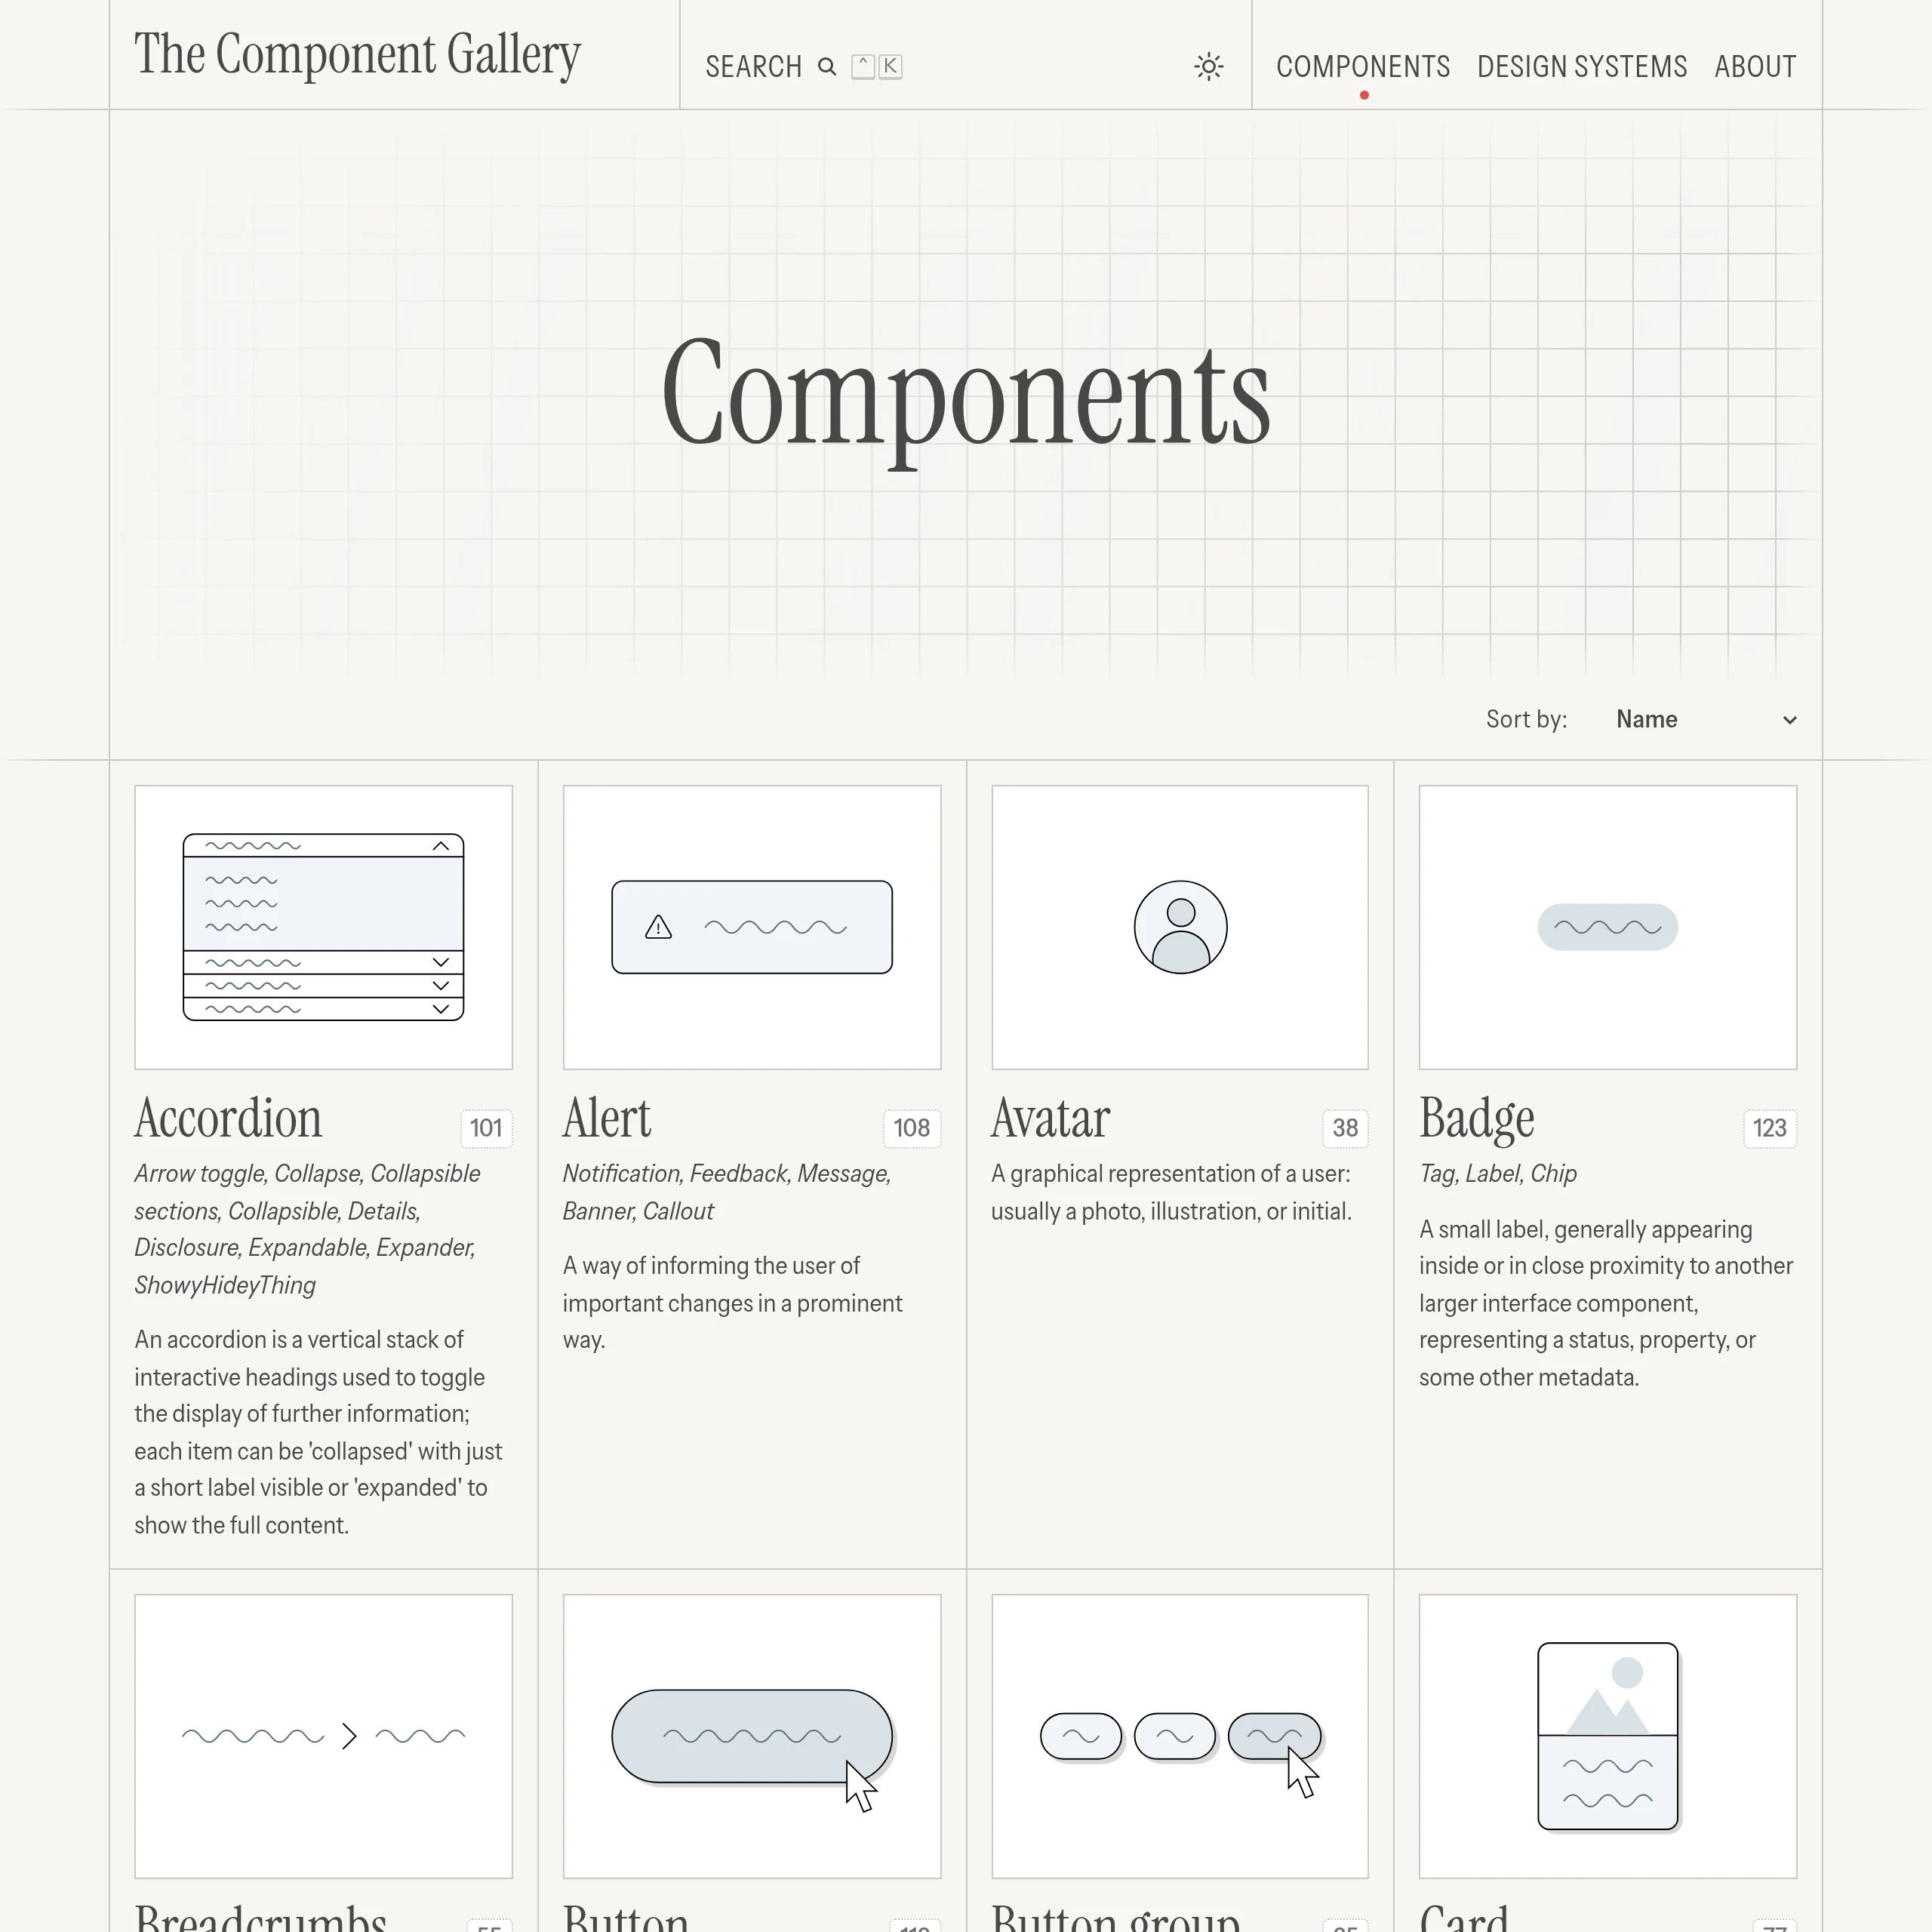 The Component Gallery
SEARCH ^ K
COMPONENTS DESIGN SYSTEMS ABOUT
Components
Sort by: Name
Accordion 101
Arrow toggle, Collapse, Collapsible
sections, Collapsible, Details,
Disclosure, Expandable, Expander,
ShowyHideyThing
An accordion is a vertical stack of
interactive headings used to toggle
the display of further information;
each item can be 'collapsed' with just
a short label visible or 'expanded' to
show the full content.
Alert 108
Notification, Feedback, Message,
Banner, Callout
A way of informing the user of
important changes in a prominent
way.
Avatar 38
A graphical representation of a user:
usually a photo, illustration, or initial.
Badge 123
Tag, Label, Chip
A small label, generally appearing
inside or in close proximity to another
larger interface component,
representing a status, property, or
some other metadata.
Breadcrumbs
Button
Button group
Card